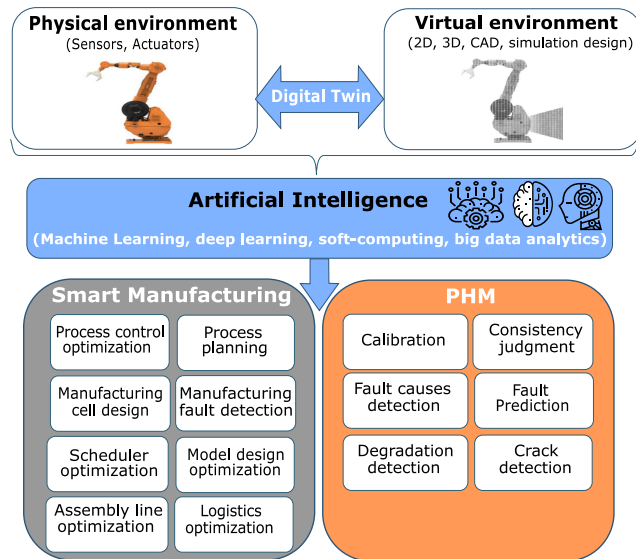 Physical environment
(Sensors, Actuators)
Virtual environment
(2D, 3D, CAD, simulation design)
Digital Twin
Artificial Intelligence
(Machine Learning, deep learning, soft-computing, big data analytics)
Smart Manufacturing
Process control
optimization
Process
planning
Manufacturing
cell design
Manufacturing
fault detection
Scheduler
optimization
Model design
optimization
Assembly line
optimization
Logistics
optimization
PHM
Calibration
Consistency
judgment
Fault causes
detection
Fault
Prediction
Degradation
detection
Crack
detection